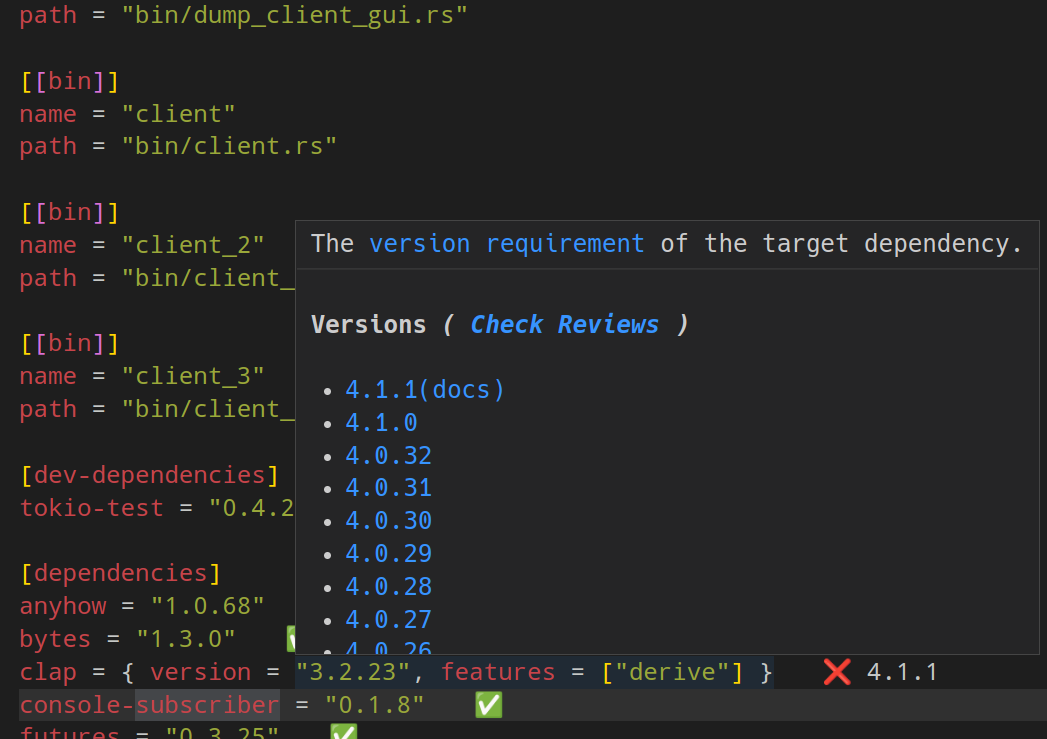 path = "bin/dump_client_gui.rs"
[[bin]]
name = "client"
path = "bin/client.rs"
[[bin]]
name = "client_2"
path = "bin/client_
[[bin]]
name = "client_3"
path = "bin/client_
[dev-dependencies]
tokio-test = "0.4.2
[dependencies]
anyhow = "1.0.68"
bytes = "1.3.0"
The version requirement of the target dependency.
Versions ( Check Reviews )
• 4.1.1(docs)
• 4.1.0
• 4.0.32
• 4.0.31
• 4.0.30
• 4.0.29
• 4.0.28
• 4.0.27
• 4.0.26
clap = { version = "3.2.23", features = ["derive"] } ❌ 4.1.1
console-subscriber = "0.1.8" ✅
futures = "0.3.25" ✅